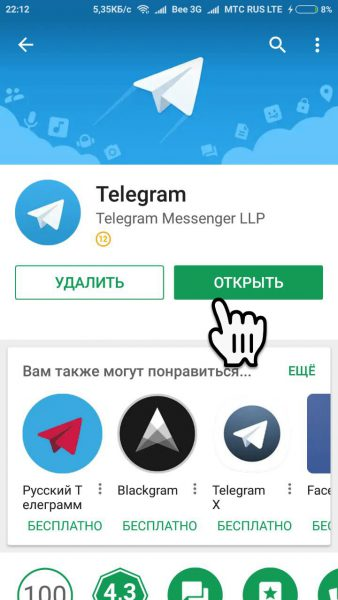 22:12 5,35КБ/с Bee 3G МТС RUS LTE 8%
Telegram
Telegram Messenger LLP
12
УДАЛИТЬ ОТКРЫТЬ
Вам также могут понравиться... ЕЩЁ
Русский Т Blackgram Telegram Face
елеграмм X
БЕСПЛАТНО БЕСПЛАТНО БЕСПЛАТНО
100 4.3